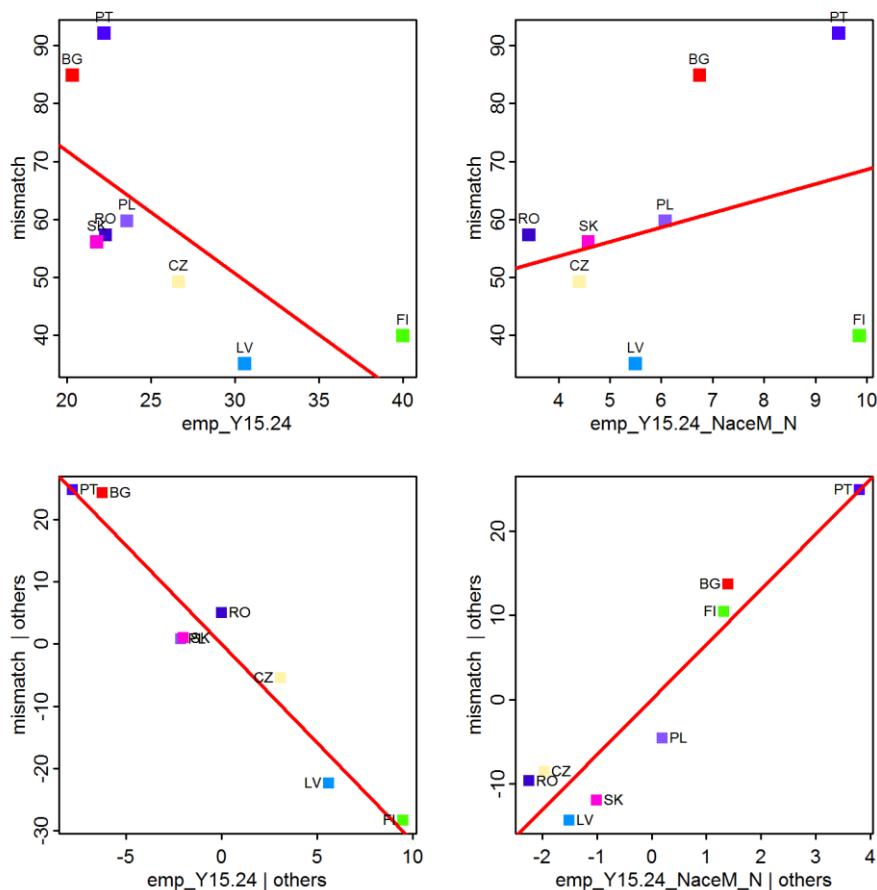 PT
BG
PL
RO
SK
CZ
FI
LV
90
80
70
60
50
40
mismatch
20 25 30 35 40
emp_Y15.24
PT
BG
PL
RO
SK
CZ
FI
LV
90
80
70
60
50
40
mismatch
4 5 6 7 8 9 10
emp_Y15.24_NaceM_N
PT BG
RO
PL SK
CZ
LV
FI
20
10
0
-10
-20
-30
mismatch | others
-5 0 5 10
emp_Y15.24 | others
PT
BG
FI
PL
CZ
RO
SK
LV
20
10
0
-10
mismatch | others
-2 -1 0 1 2 3 4
emp_Y15.24_NaceM_N | others